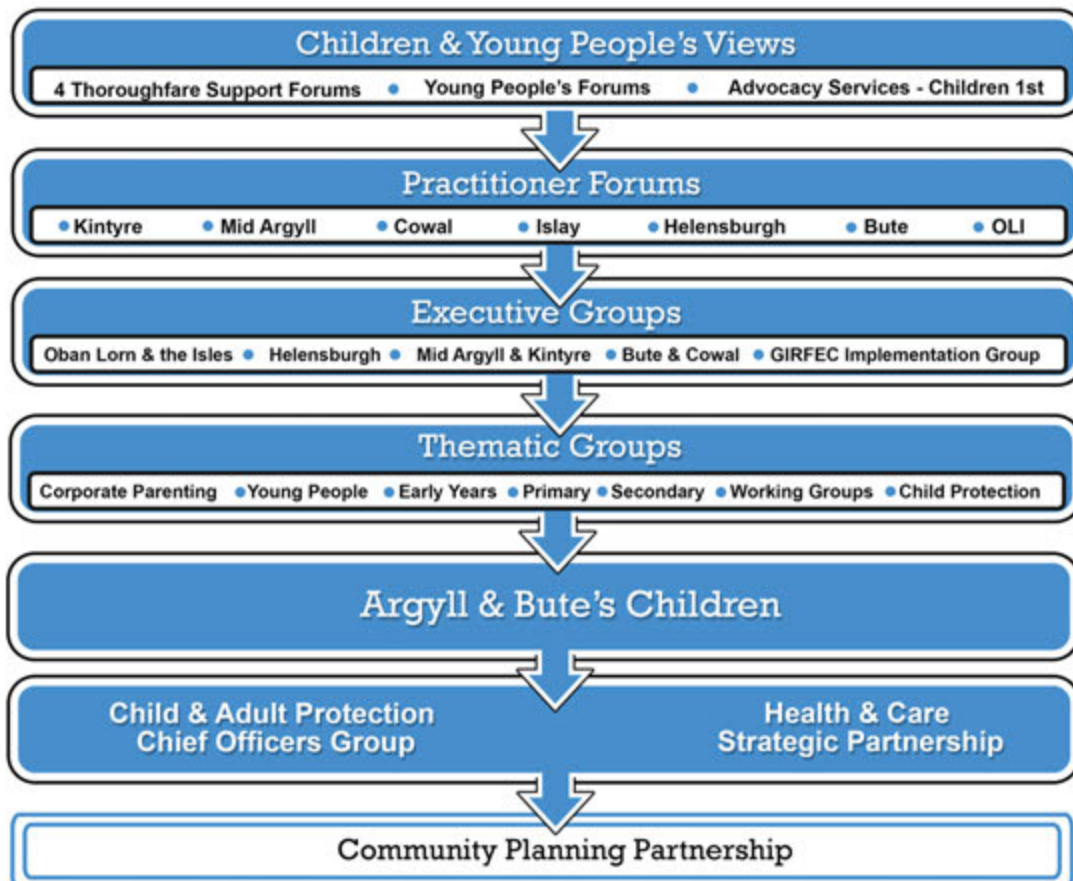 Children & Young People's Views
4 Thoroughfare Support Forums • Young People's Forums • Advocacy Services - Children 1st
Practitioner Forums
• Kintyre • Mid Argyll • Cowal • Islay • Helensburgh • Bute • OLI
Executive Groups
Oban Lorn & the Isles • Helensburgh • Mid Argyll & Kintyre • Bute & Cowal • GIRFEC Implementation Group
Thematic Groups
Corporate Parenting • Young People • Early Years • Primary • Secondary • Working Groups • Child Protection
Argyll & Bute's Children
Child & Adult Protection
Chief Officers Group
Health & Care
Strategic Partnership
Community Planning Partnership